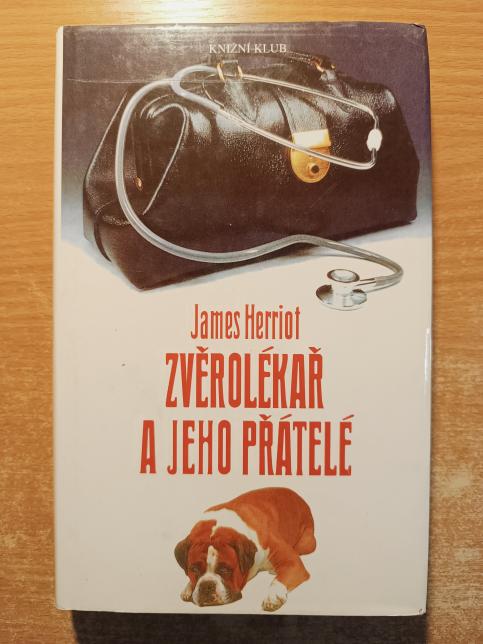 KNIŽNÍ KLUB
James Herriot
ZVĚROLÉKAŘ
A JEHO PŘÁTELÉ